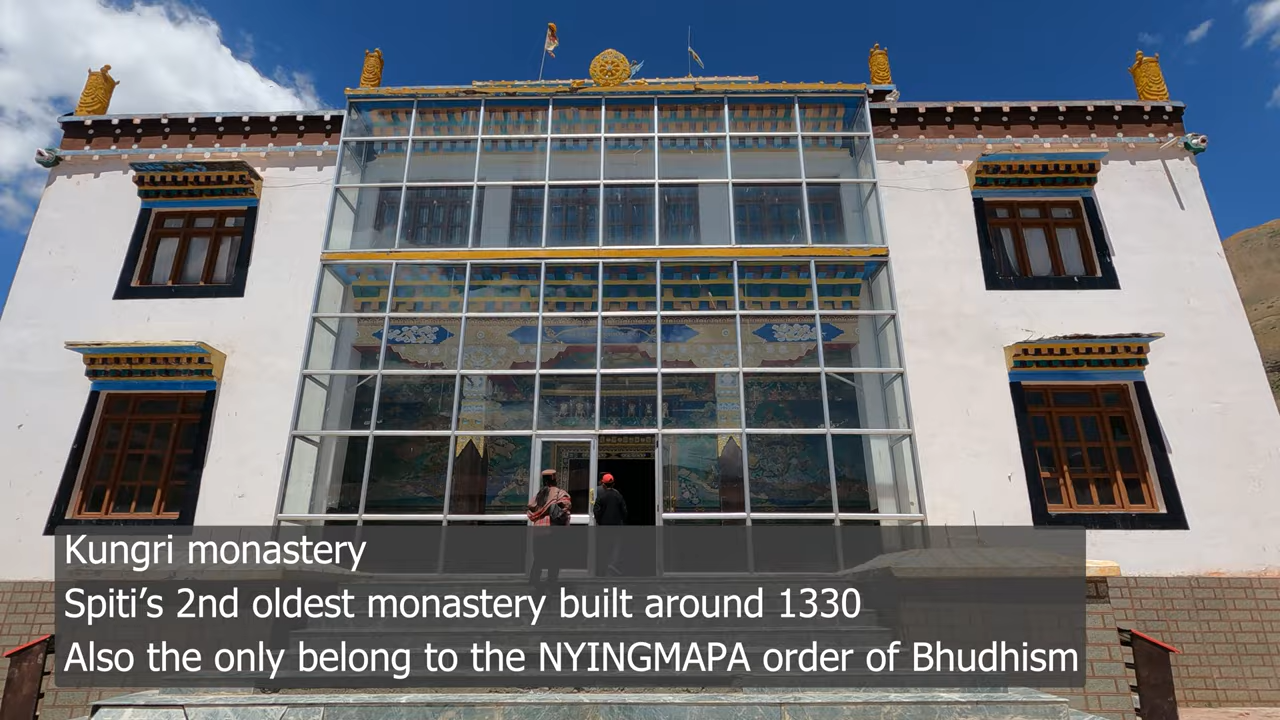 Kungri monastery
Spiti’s 2nd oldest monastery built around 1330
Also the only belong to the NYINGMAPA order of Bhudhism